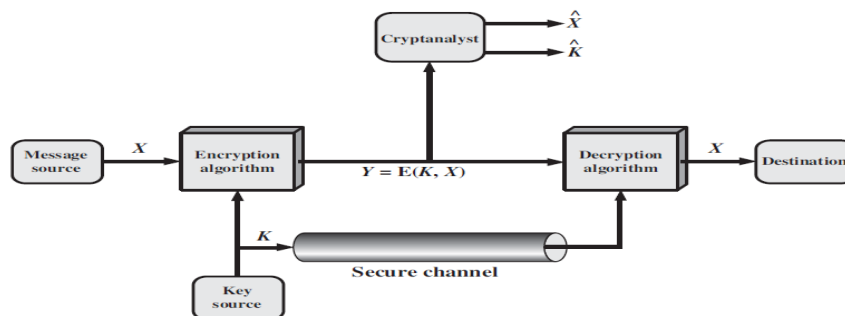 X̂
Cryptanalyst
K̂
Message
source
X
Encryption
algorithm
Y = E(K, X)
Decryption
algorithm
X
Destination
K
Secure channel
Key
source